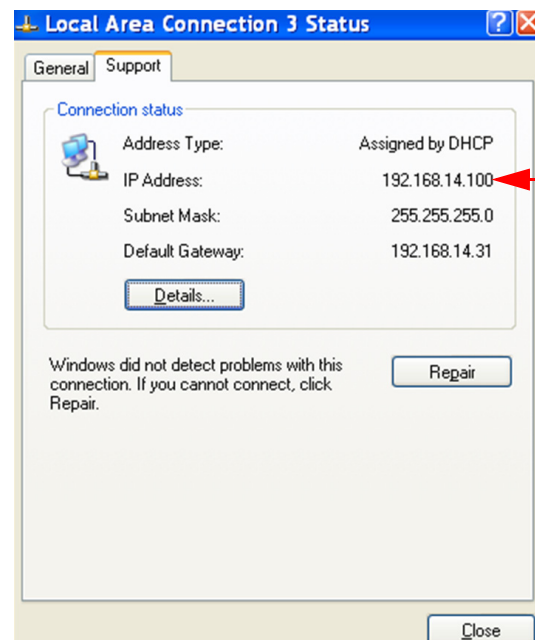 Local Area Connection 3 Status
General Support
Connection status
Address Type: Assigned by DHCP
IP Address: 192.168.14.100
Subnet Mask: 255.255.255.0
Default Gateway: 192.168.14.31
Details...
Windows did not detect problems with this
connection. If you cannot connect, click
Repair.
Repair
Close